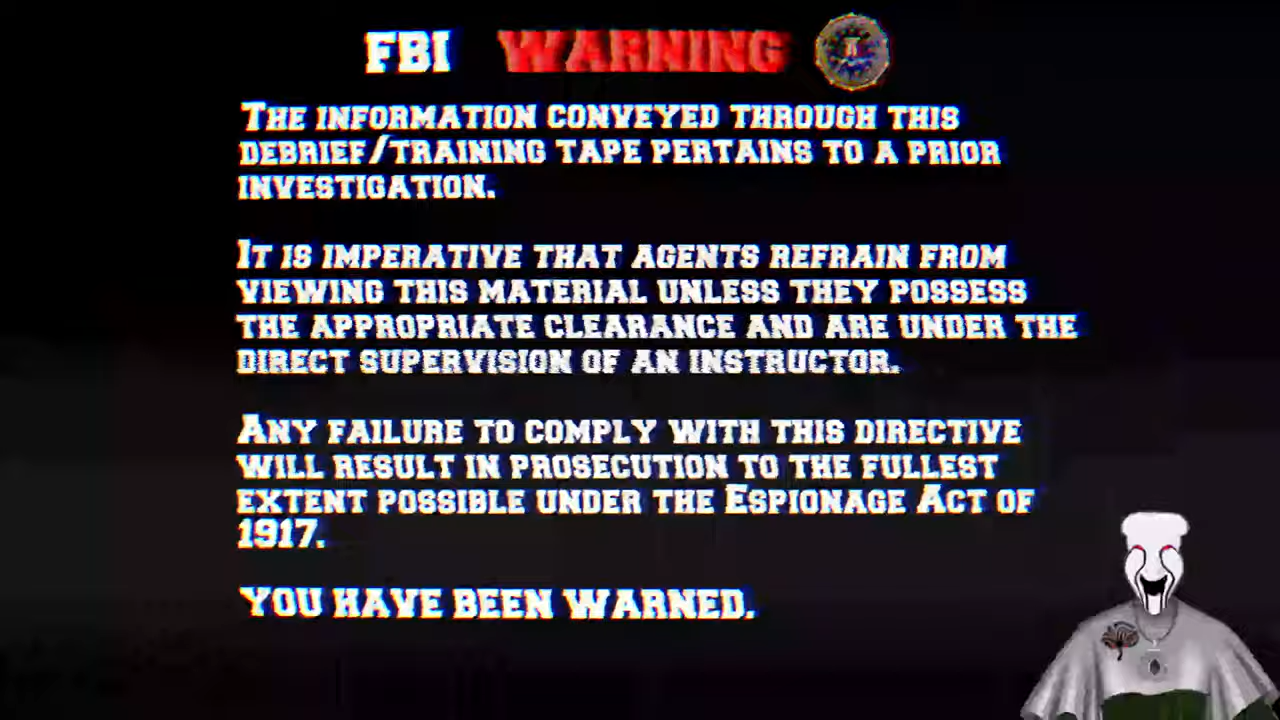 FBI WARNING
The information conveyed through this
debrief/training tape pertains to a prior
investigation.
It is imperative that agents refrain from
viewing this material unless they possess
the appropriate clearance and are under the
direct supervision of an instructor.
Any failure to comply with this directive
will result in prosecution to the fullest
extent possible under the Espionage Act of
1917.
You have been warned.